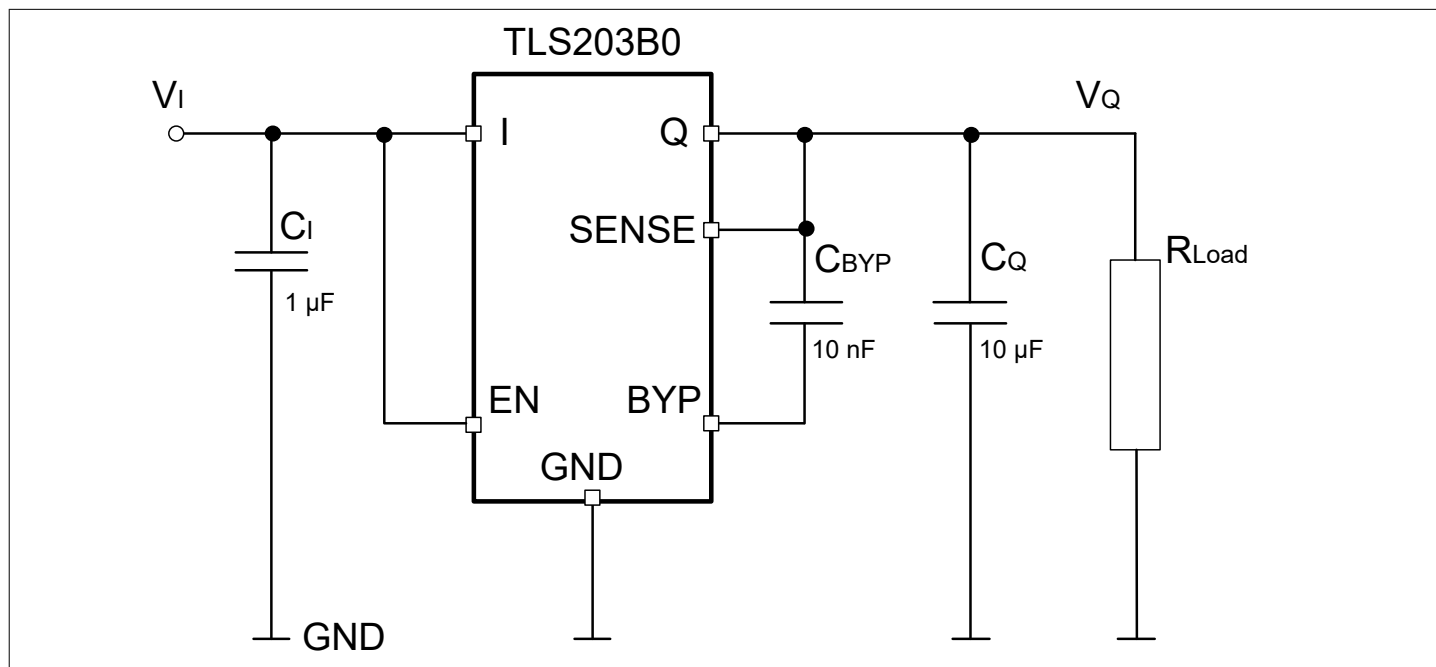 TLS203B0
VI
VQ
I
Q
SENSE
CI
1 µF
CBYP
10 nF
CQ
10 µF
RLoad
EN
BYP
GND
GND